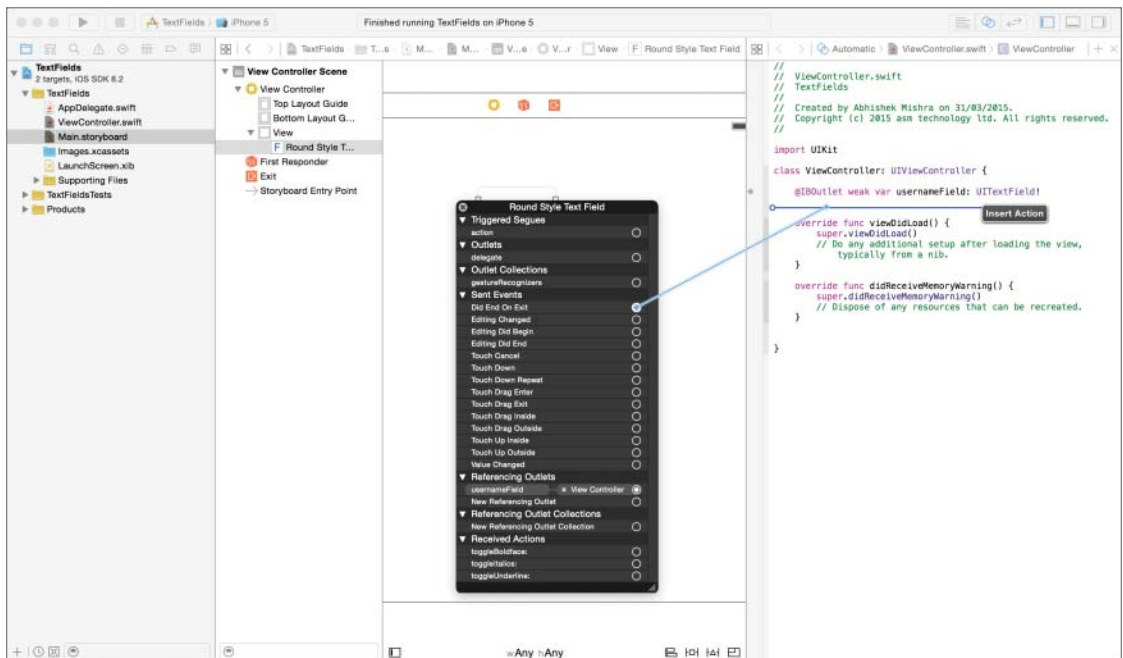 TextFields
iPhone 5
Finished running TextFields on iPhone 5
TextFields
T...s
M...
M...
V...e
V...r
View
F Round Style Text Field
Automatic
ViewController.swift
ViewController
TextFields
2 targets, iOS SDK 8.2
TextFields
AppDelegate.swift
ViewController.swift
Main.storyboard
Images.xcassets
LaunchScreen.xib
Supporting Files
TextFieldsTests
Products
View Controller Scene
View Controller
Top Layout Guide
Bottom Layout G...
View
F Round Style T...
First Responder
Exit
Storyboard Entry Point
Round Style Text Field
Triggered Segues
action
Outlets
delegate
Outlet Collections
gestureRecognizers
Sent Events
Did End On Exit
Editing Changed
Editing Did Begin
Editing Did End
Touch Cancel
Touch Down
Touch Down Repeat
Touch Drag Enter
Touch Drag Exit
Touch Drag Inside
Touch Drag Outside
Touch Up Inside
Touch Up Outside
Value Changed
Referencing Outlets
usernameField
View Controller
New Referencing Outlet
Referencing Outlet Collections
New Referencing Outlet Collection
Received Actions
toggleBoldface:
toggleItalics:
toggleUnderline:
wAny hAny
//
// ViewController.swift
// TextFields
//
// Created by Abhishek Mishra on 31/03/2015.
// Copyright (c) 2015 asm technology ltd. All rights reserved.
//
import UIKit
class ViewController: UIViewController {
@IBOutlet weak var usernameField: UITextField!
Insert Action
override func viewDidLoad() {
super.viewDidLoad()
// Do any additional setup after loading the view,
typically from a nib.
}
override func didReceiveMemoryWarning() {
super.didReceiveMemoryWarning()
// Dispose of any resources that can be recreated.
}
}